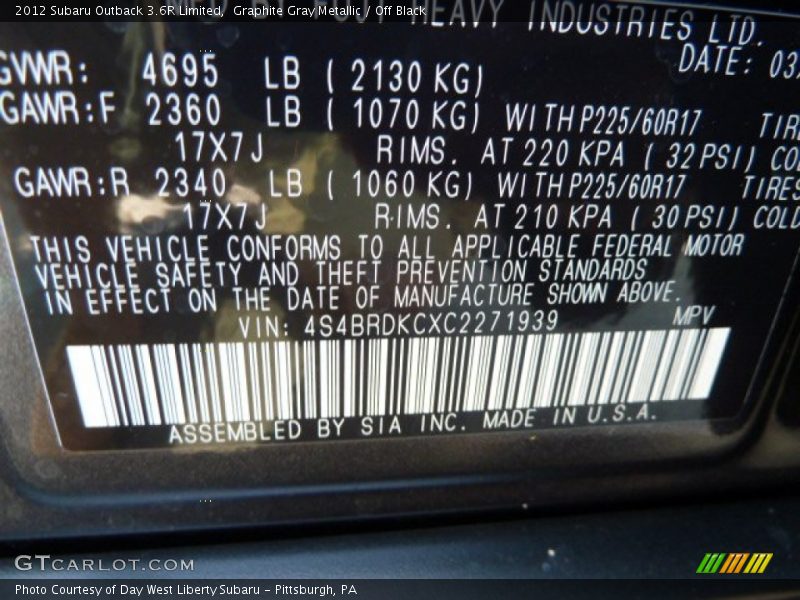 2012 Subaru Outback 3.6R Limited, Graphite Gray Metallic / Off Black
HEAVY INDUSTRIES LTD.
DATE: 03
GVWR: 4695 LB ( 2130 KG)
GAWR:F 2360 LB ( 1070 KG) WITH P225/60R17 TIRE
17X7J RIMS. AT 220 KPA ( 32 PSI) CO
GAWR:R 2340 LB ( 1060 KG) WITH P225/60R17 TIRES
17X7J RIMS. AT 210 KPA ( 30 PSI) COLD
THIS VEHICLE CONFORMS TO ALL APPLICABLE FEDERAL MOTOR
VEHICLE SAFETY AND THEFT PREVENTION STANDARDS
IN EFFECT ON THE DATE OF MANUFACTURE SHOWN ABOVE.
VIN: 4S4BRDKCXC2271939 MPV
ASSEMBLED BY SIA INC. MADE IN U.S.A.
GTCARLOT.COM
Photo Courtesy of Day West Liberty Subaru - Pittsburgh, PA